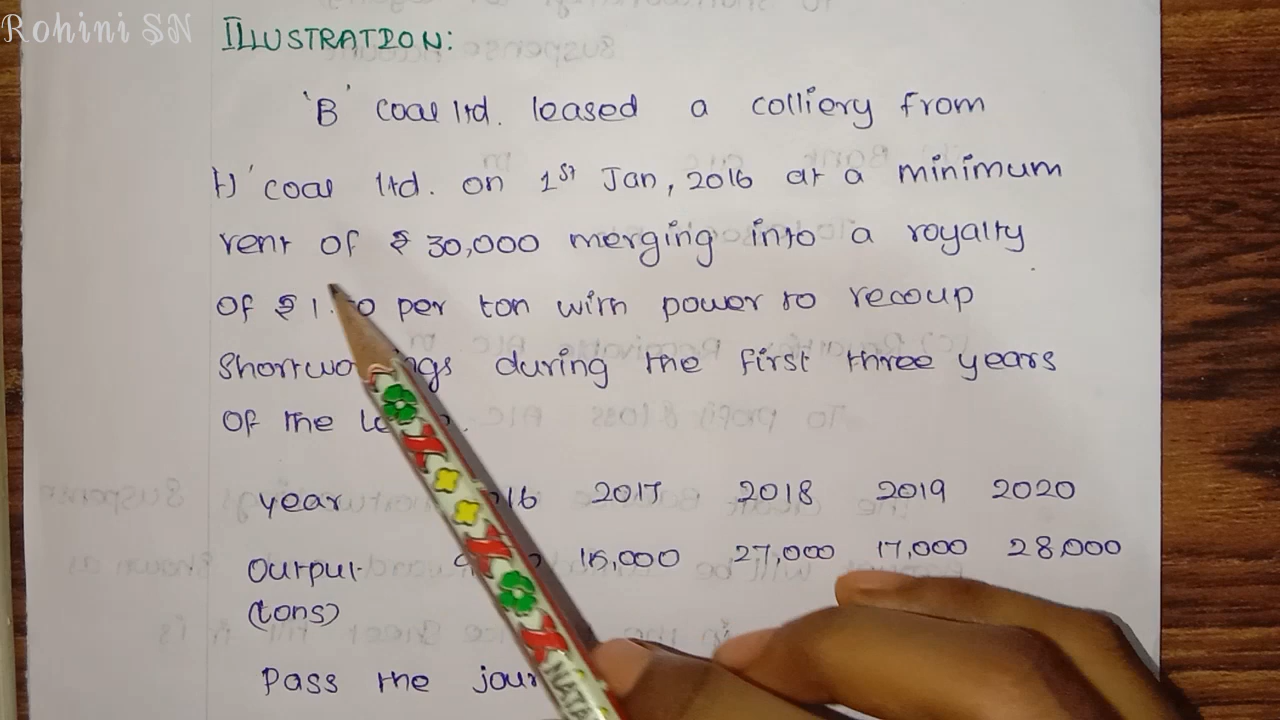 Rohini SN
ILLUSTRATION:
'B' coal ltd. leased a colliery from
coal ltd. on 1st Jan, 2016 at a minimum
rent of ₹ 30,000 merging into a royalty
of ₹ per ton with power to recoup
during the first three years
of the
year 2017 2018 2019 2020
Output 15,000 27,000 17,000 28,000
(tons)
Pass the
NATA